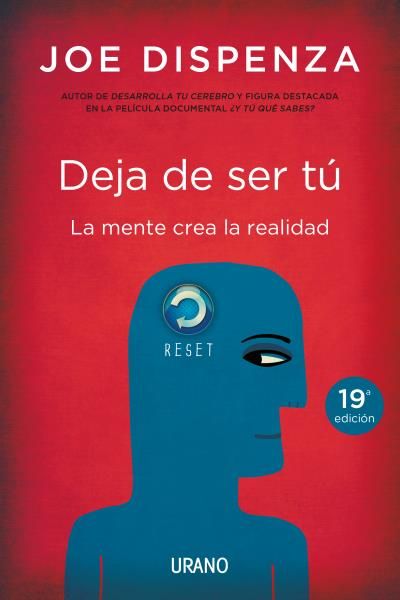 JOE DISPENZA
AUTOR DE DESARROLLA TU CEREBRO Y FIGURA DESTACADA
EN LA PELÍCULA DOCUMENTAL ¿Y TÚ QUÉ SABES?
Deja de ser tú
La mente crea la realidad
RESET
19ª
edición
URANO